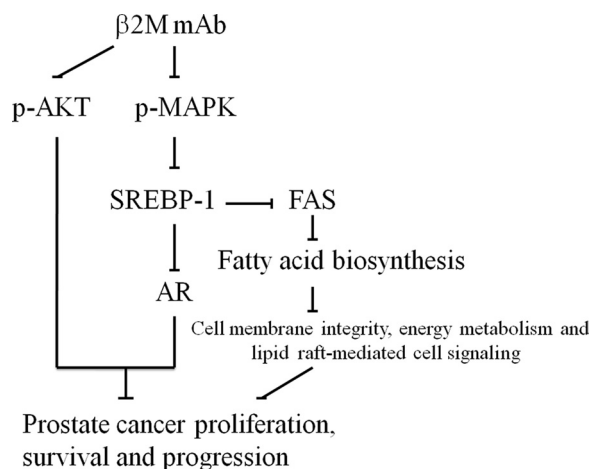 β2M mAb
p-AKT p-MAPK
SREBP-1 FAS
Fatty acid biosynthesis
AR
Cell membrane integrity, energy metabolism and
lipid raft-mediated cell signaling
Prostate cancer proliferation,
survival and progression